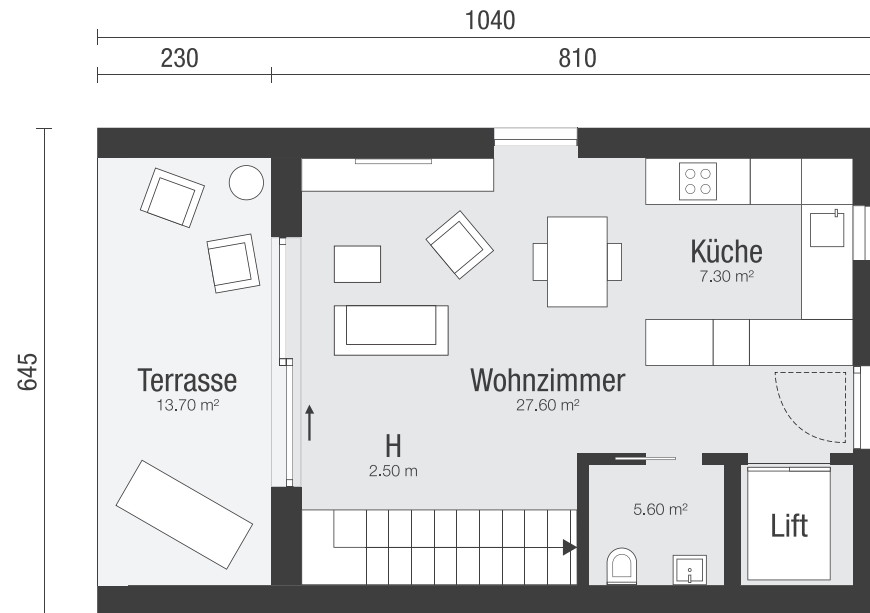 1040
230 810
645
Küche
7.30 m²
Terrasse
13.70 m²
Wohnzimmer
27.60 m²
H
2.50 m
5.60 m²
Lift